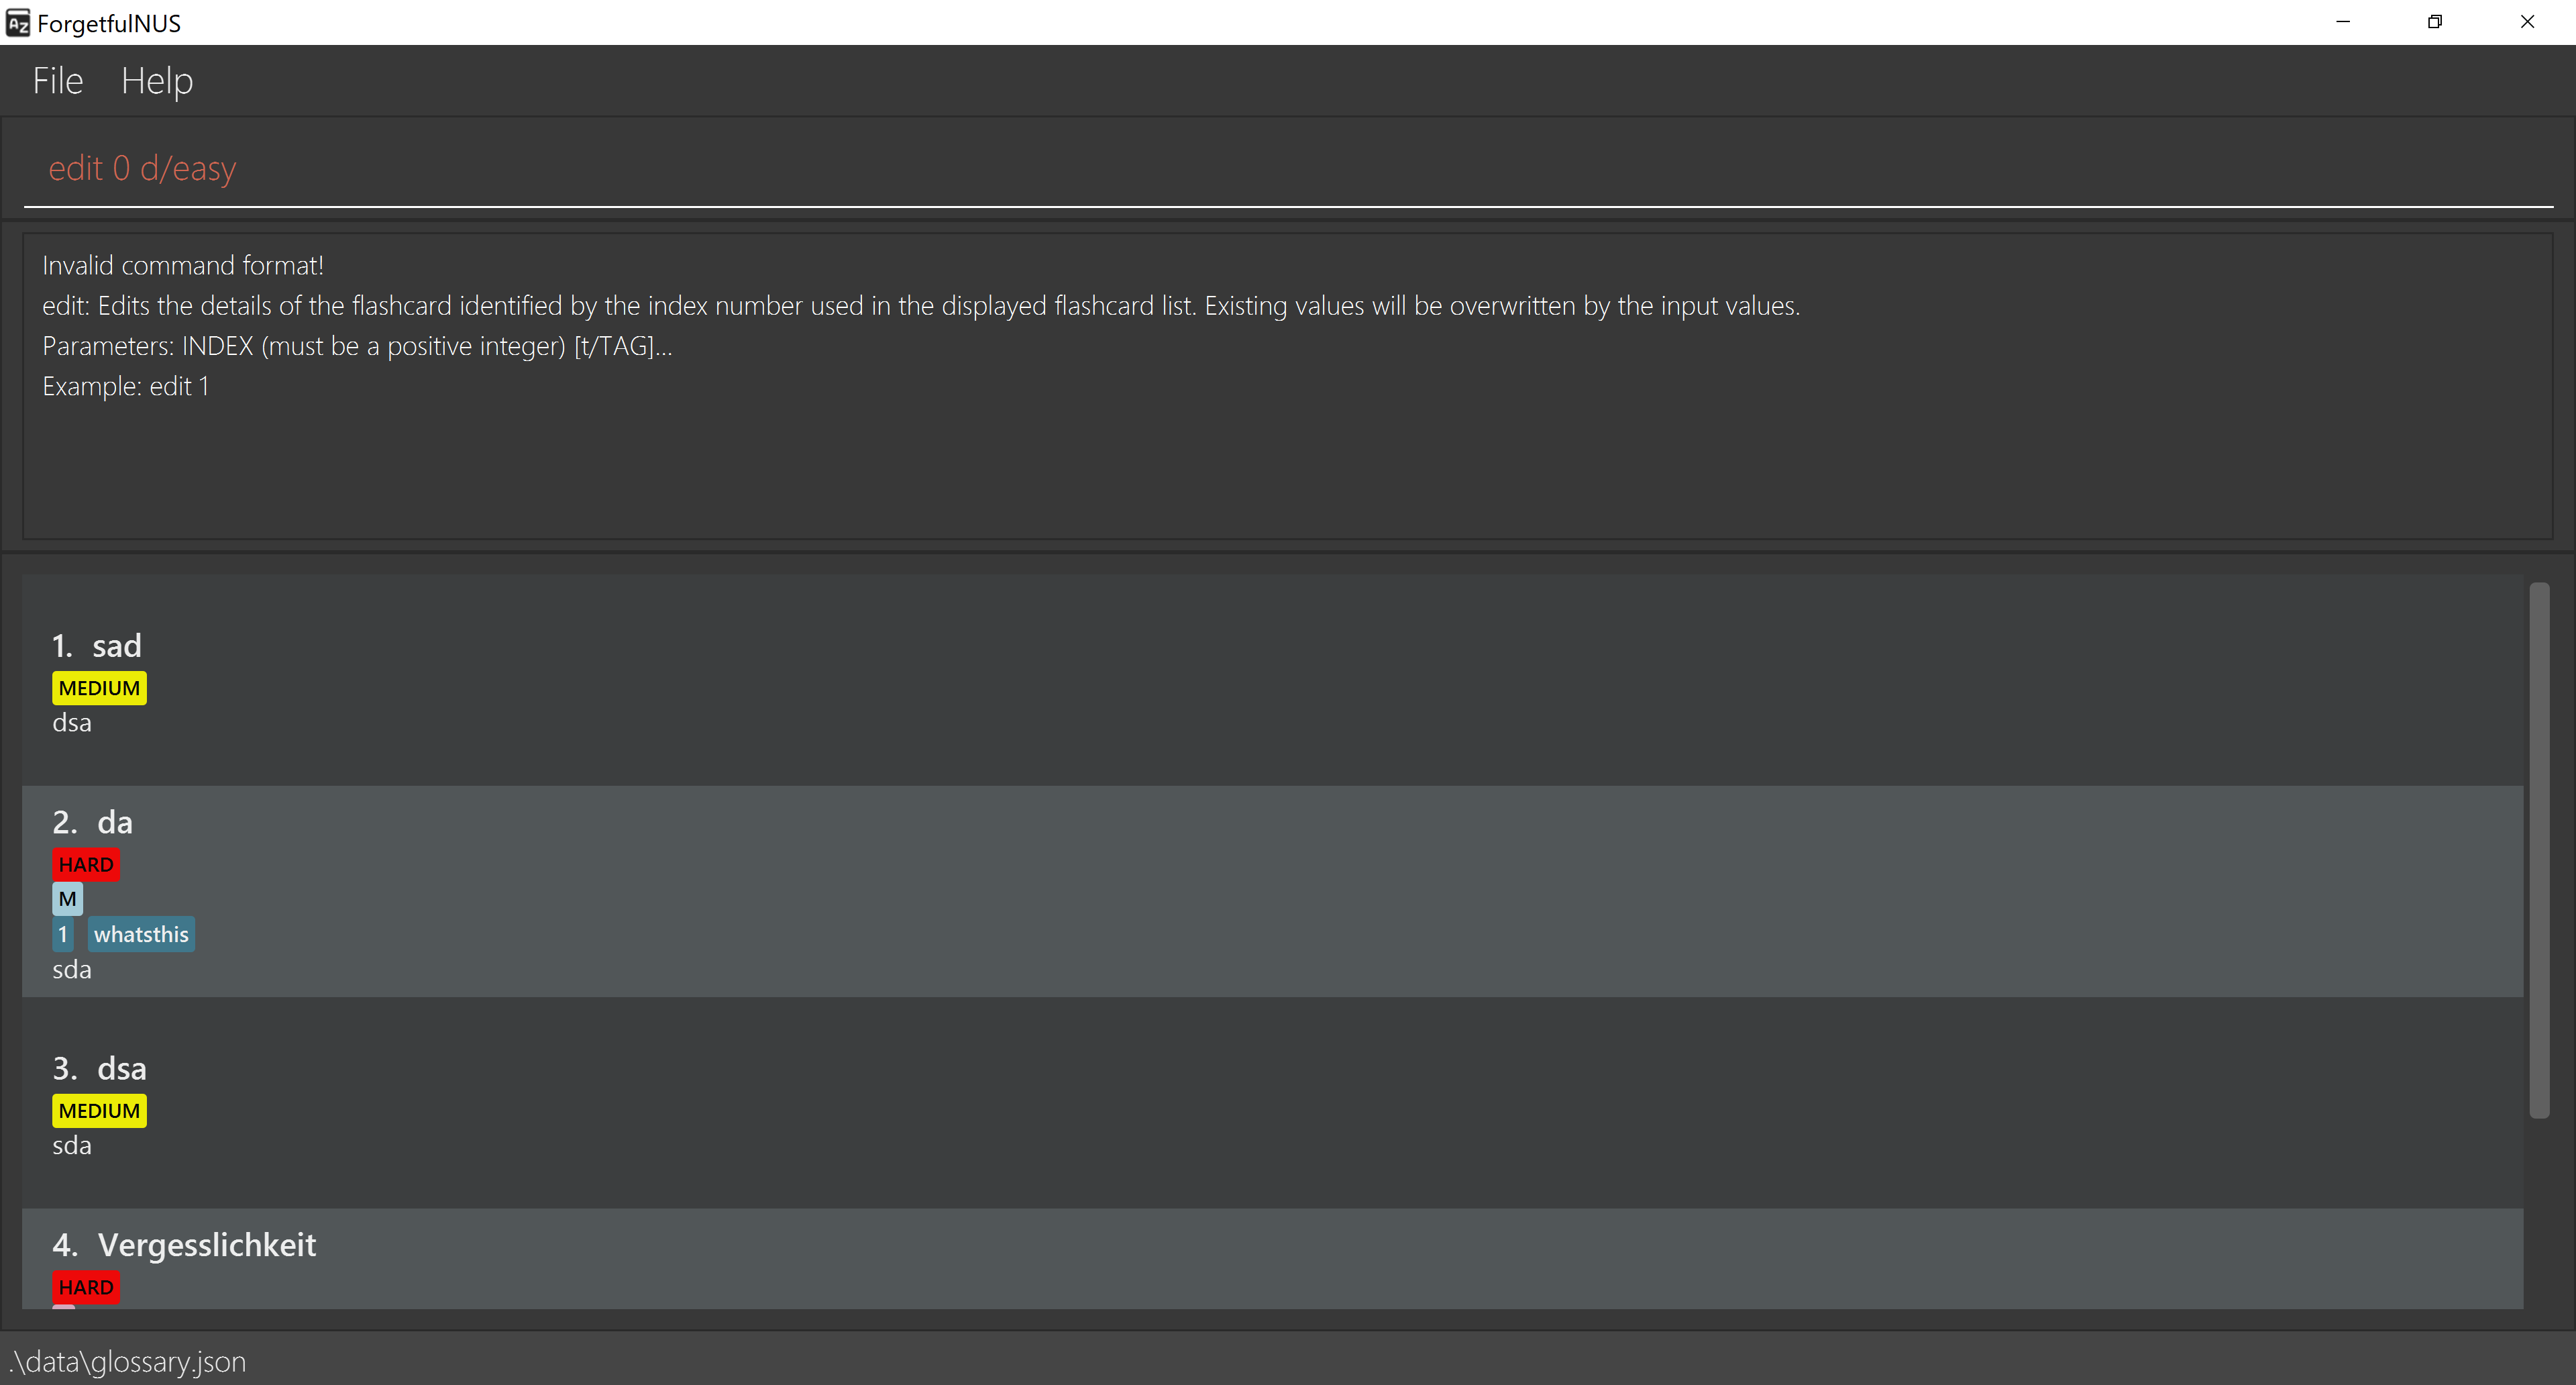 ForgetfulNUS
File Help
edit 0 d/easy
Invalid command format!
edit: Edits the details of the flashcard identified by the index number used in the displayed flashcard list. Existing values will be overwritten by the input values.
Parameters: INDEX (must be a positive integer) [t/TAG]...
Example: edit 1
1. sad
MEDIUM
dsa
2. da
HARD
M
1 whatsthis
sda
3. dsa
MEDIUM
sda
4. Vergesslichkeit
HARD
.\data\glossary.json